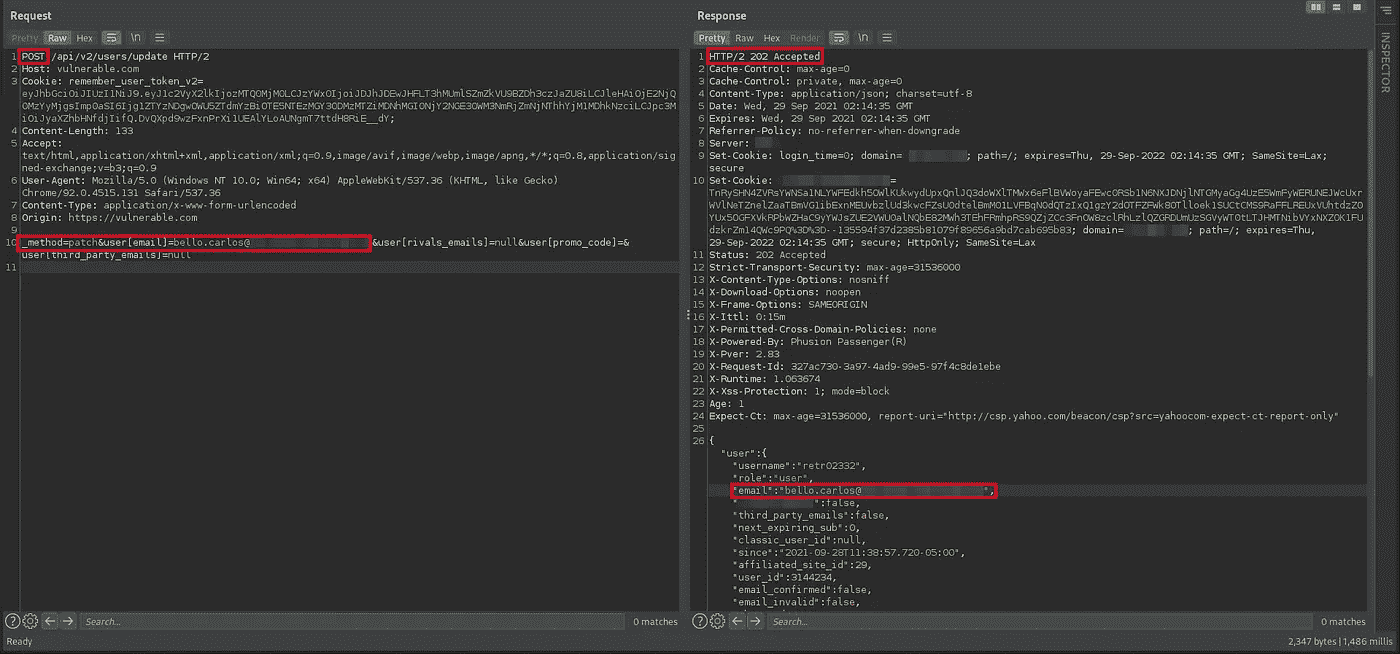 Request
Pretty Raw Hex \n
1 POST /api/v2/users/update HTTP/2
2 Host: vulnerable.com
3 Cookie: remember_user_token_v2=
4 Content-Length: 133
5 Accept:
text/html,application/xhtml+xml,application/xml;q=0.9,image/avif,image/webp,image/apng,*/*;q=0.8,application/sig
ned-exchange;v=b3;q=0.9
6 User-Agent: Mozilla/5.0 (Windows NT 10.0; Win64; x64) AppleWebKit/537.36 (KHTML, like Gecko)
Chrome/92.0.4515.131 Safari/537.36
7 Content-Type: application/x-www-form-urlencoded
8 Origin: https://vulnerable.com
9
10 _method=patch&user[email]=bello.carlos@ &user[rivals_emails]=null&user[promo_code]=&
user[third_party_emails]=null
11
Search... 0 matches
Ready
Response
Pretty Raw Hex Render \n
INSPECTOR
1 HTTP/2 202 Accepted
2 Cache-Control: max-age=0
3 Cache-Control: private, max-age=0
4 Content-Type: application/json; charset=utf-8
5 Date: Wed, 29 Sep 2021 02:14:35 GMT
6 Expires: Wed, 29 Sep 2021 02:14:35 GMT
7 Referrer-Policy: no-referrer-when-downgrade
8 Server:
9 Set-Cookie: login_time=0; domain= ; path=/; expires=Thu, 29-Sep-2022 02:14:35 GMT; SameSite=Lax;
secure
10 Set-Cookie: =
domain= ; path=/; expires=Thu,
29-Sep-2022 02:14:35 GMT; secure; HttpOnly; SameSite=Lax
11 Status: 202 Accepted
12 Strict-Transport-Security: max-age=31536000
13 X-Content-Type-Options: nosniff
14 X-Download-Options: noopen
15 X-Frame-Options: SAMEORIGIN
16 X-Ittl: 0:15m
17 X-Permitted-Cross-Domain-Policies: none
18 X-Powered-By: Phusion Passenger(R)
19 X-Pver: 2.83
20 X-Request-Id: 327ac730-3a97-4ad9-99e5-97f4c8de1ebe
21 X-Runtime: 1.063674
22 X-Xss-Protection: 1; mode=block
23 Age: 1
24 Expect-Ct: max-age=31536000, report-uri="http://csp.yahoo.com/beacon/csp?src=yahoocom-expect-ct-report-only"
25
26 {
"user":{
"username":"retr02332",
"role":"user",
"email":"bello.carlos@ ",
":false,
"third_party_emails":false,
"next_expiring_sub":0,
"classic_user_id":null,
"since":"2021-09-28T11:38:57.720-05:00",
"affiliated_site_id":29,
"user_id":3144234,
"email_confirmed":false,
"email_invalid":false,
Search... 0 matches
2,347 bytes | 1,486 millis